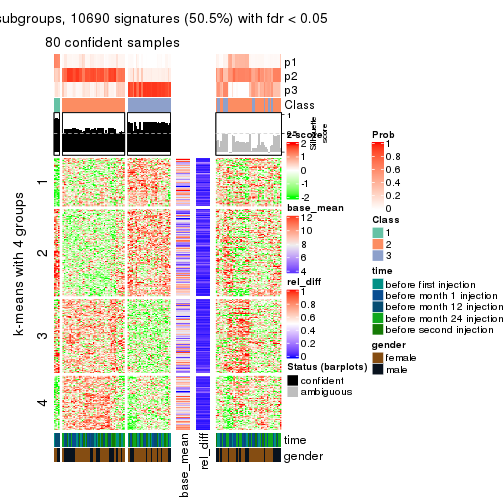 subgroups, 10690 signatures (50.5%) with fdr < 0.05
80 confident samples
p1
p2
p3
Class
1
0
Silhouette
score
z-score
2
1
0
-1
-2
base_mean
12
10
8
6
4
rel_diff
1
0.8
0.6
0.4
0.2
0
Status (barplots)
confident
ambiguous
Prob
1
0.8
0.6
0.4
0.2
0
Class
1
2
3
time
before first injection
before month 1 injection
before month 12 injection
before month 24 injection
before second injection
gender
female
male
k-means with 4 groups
1
2
3
4
time
gender
base_mean
rel_diff